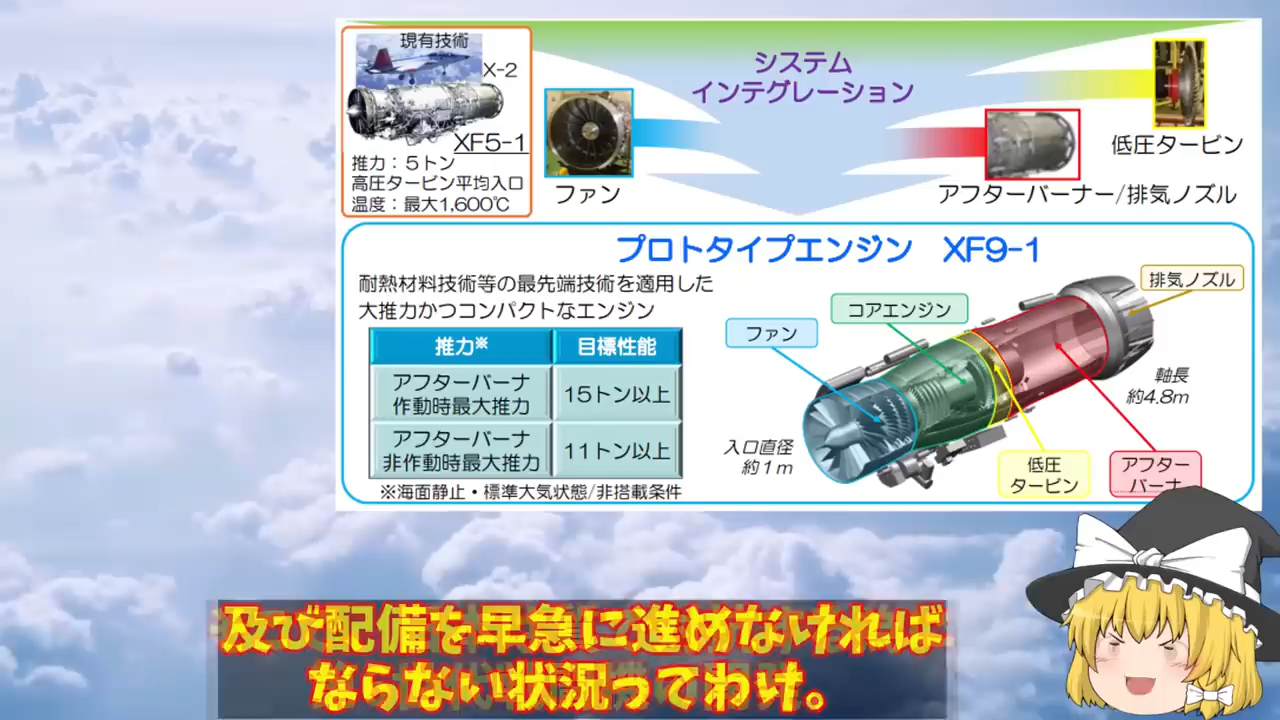 現有技術
X-2
XF5-1
推力：５トン
高圧タービン平均入口
温度：最大1,600℃
システム
インテグレーション
ファン
低圧タービン
アフターバーナー/排気ノズル
プロトタイプエンジン　XF9-1
耐熱材料技術等の最先端技術を適用した
大推力かつコンパクトなエンジン
推力※
目標性能
アフターバーナ
作動時最大推力
15トン以上
アフターバーナ
非作動時最大推力
11トン以上
※海面静止・標準大気状態/非搭載条件
ファン
コアエンジン
排気ノズル
軸長
約4.8m
入口直径
約１ｍ
低圧
タービン
アフター
バーナ
及び配備を早急に進めなければ
ならない状況ってわけ。